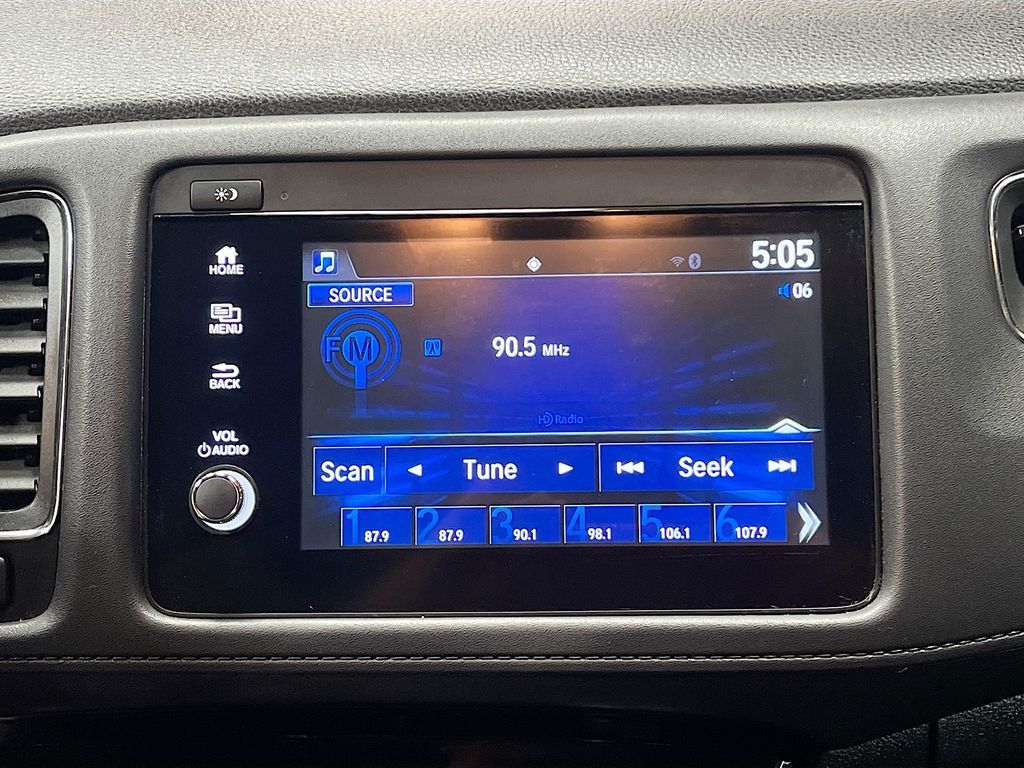 HOME
MENU
BACK
VOL
AUDIO
5:05
SOURCE
06
FM
90.5 MHz
HD Radio
Scan
Tune
Seek
1 87.9
2 87.9
3 90.1
4 98.1
5 106.1
6 107.9